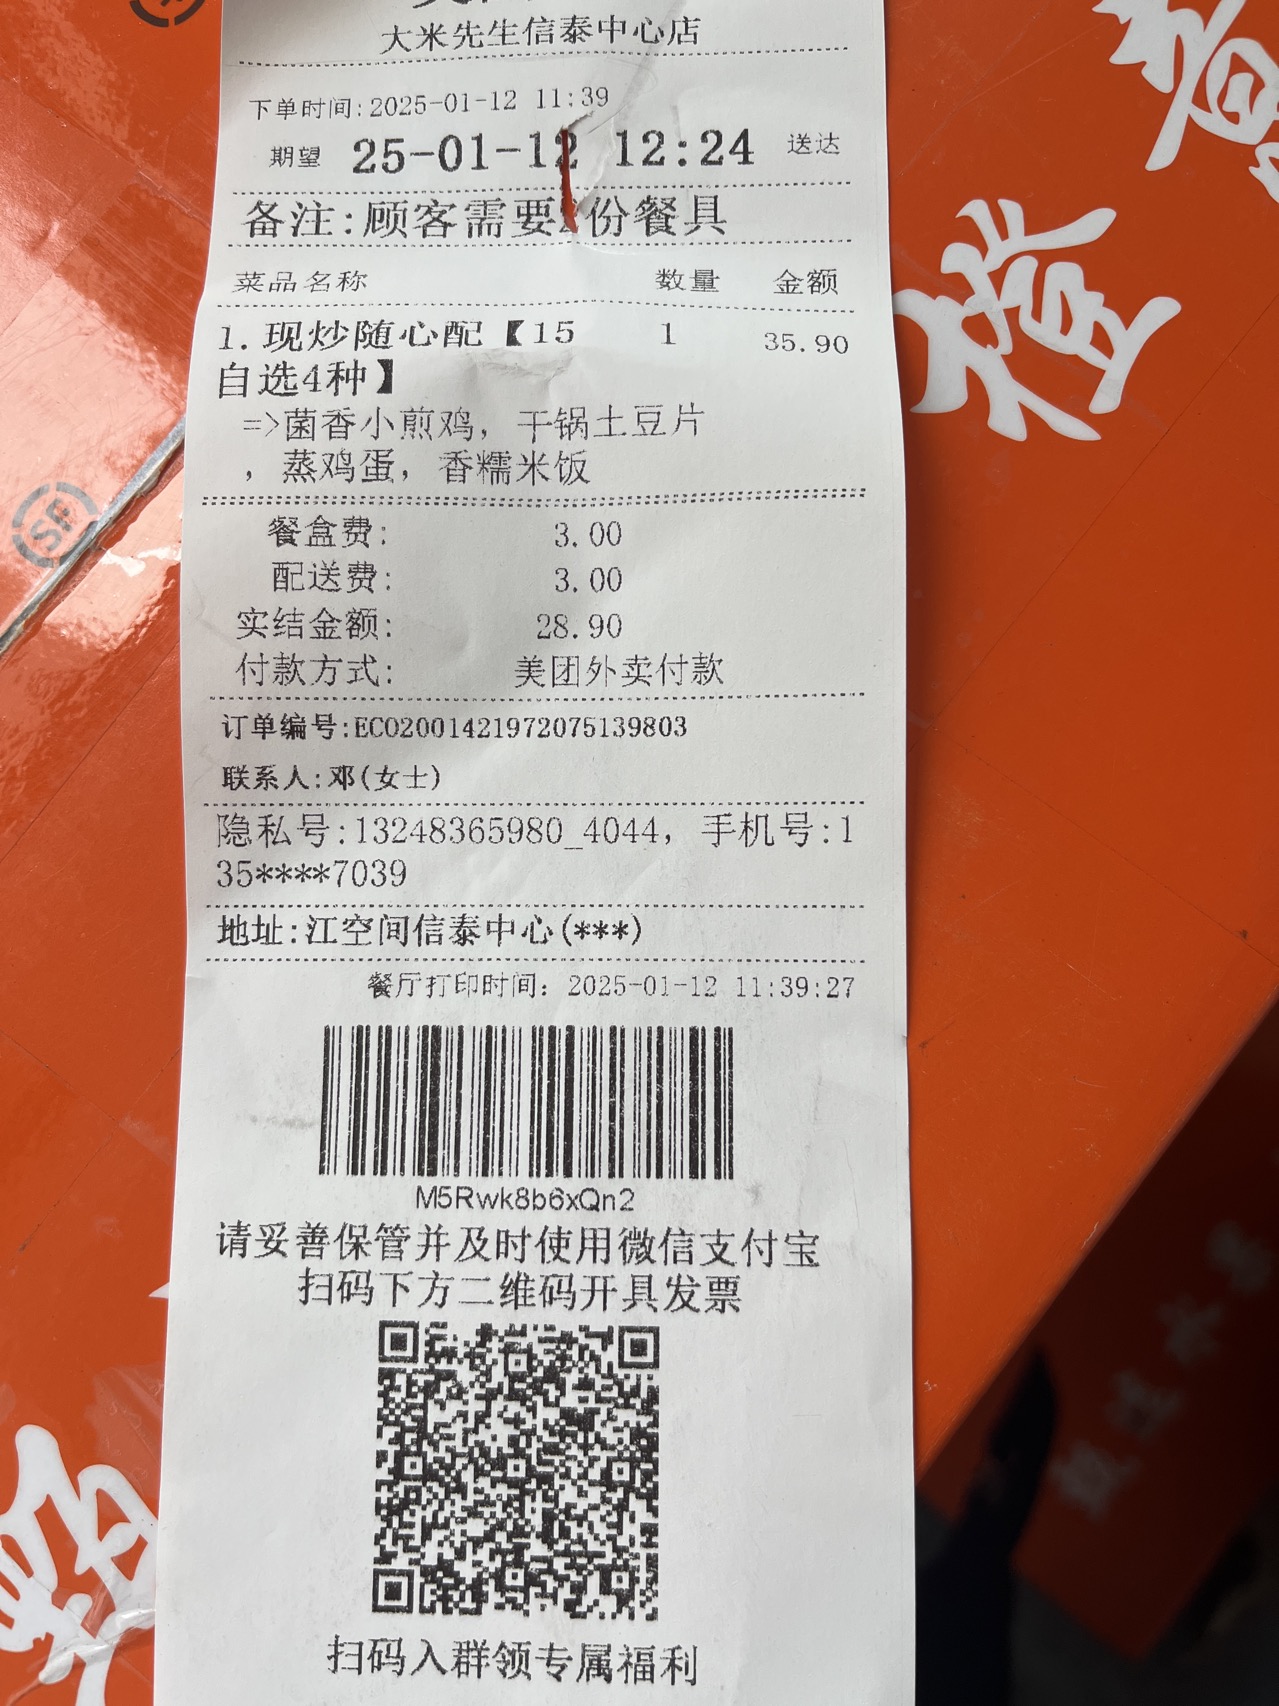 大米先生信泰中心店
下单时间:2025-01-12 11:39
期望 25-01-12 12:24 送达
备注:顾客需要 份餐具
菜品名称 数量 金额
1.现炒随心配【15 1 35.90
自选4种】
=>菌香小煎鸡，干锅土豆片
，蒸鸡蛋，香糯米饭
餐盒费: 3.00
配送费: 3.00
实结金额: 28.90
付款方式: 美团外卖付款
订单编号:ECO2001421972075139803
联系人:邓(女士)
隐私号:13248365980_4044，手机号:1
35****7039
地址:江空间信泰中心(***)
餐厅打印时间: 2025-01-12 11:39:27
M5Rwk8b6xQn2
请妥善保管并及时使用微信支付宝
扫码下方二维码开具发票
扫码入群领专属福利
SF
橙